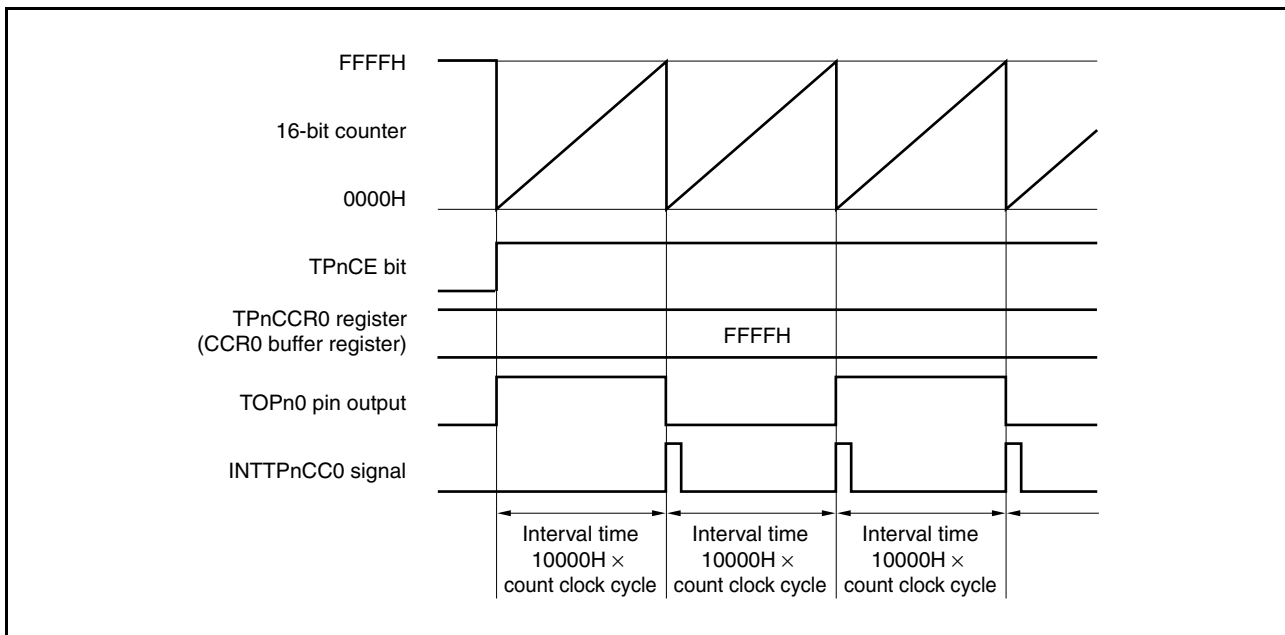 FFFFH
16-bit counter
0000H
TPnCE bit
TPnCCR0 register
(CCR0 buffer register)
FFFFH
TOPn0 pin output
INTTPnCC0 signal
Interval time
10000H ×
count clock cycle
Interval time
10000H ×
count clock cycle
Interval time
10000H ×
count clock cycle